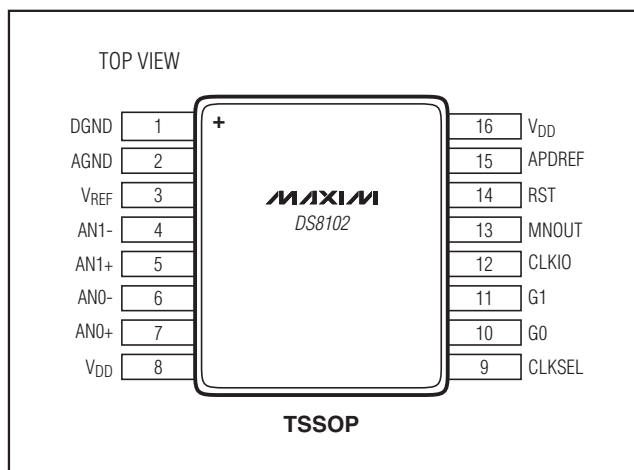 TOP VIEW
DGND 1 + 16 VDD
AGND 2 15 APDREF
VREF 3 MAXIM 14 RST
AN1- 4 DS8102 13 MNOUT
AN1+ 5 12 CLKIO
AN0- 6 11 G1
AN0+ 7 10 G0
VDD 8 9 CLKSEL
TSSOP